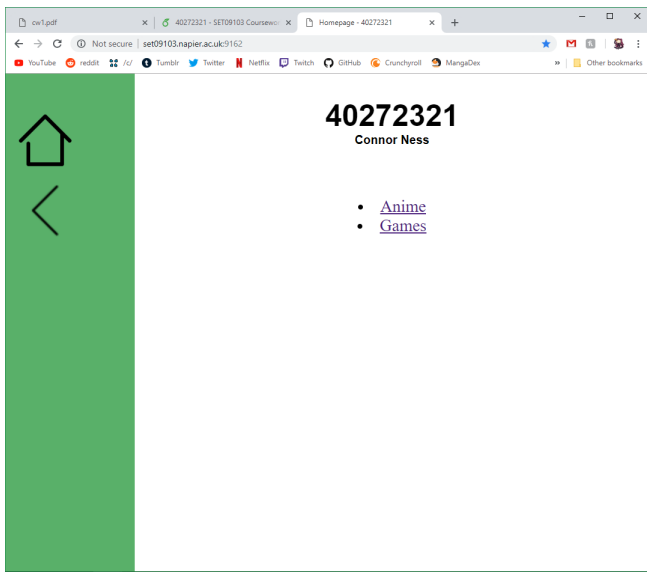 cw1.pdf
40272321 - SET09103 Coursewor
Homepage - 40272321
Not secure | set09103.napier.ac.uk:9162
YouTube reddit /c/ Tumblr Twitter Netflix Twitch GitHub Crunchyroll MangaDex » Other bookmarks
40272321
Connor Ness
• Anime
• Games